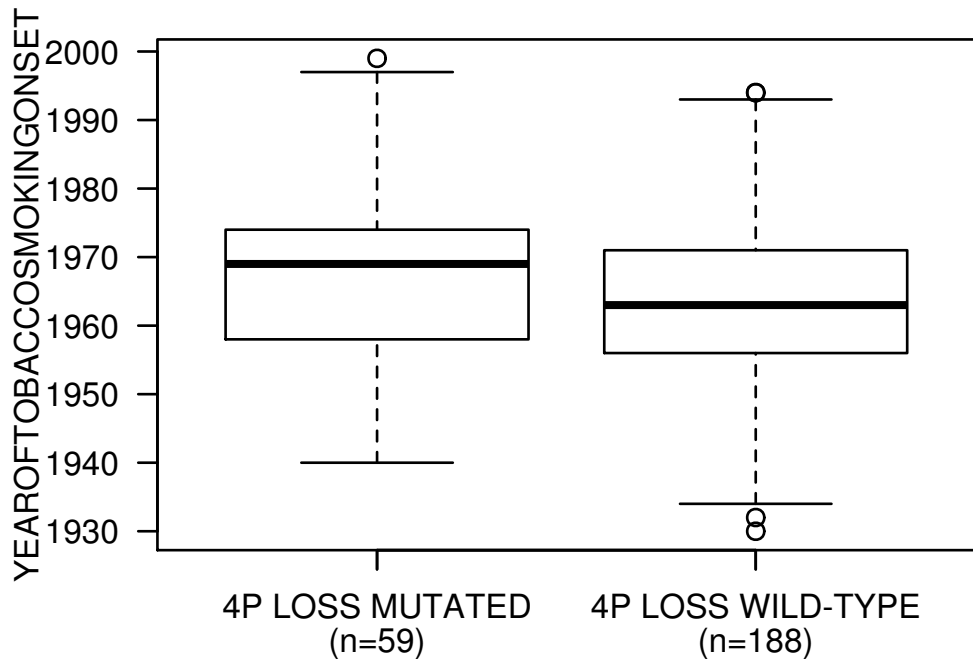 YEAROFTOBACCOSMOKINGONSET
2000
1990
1980
1970
1960
1950
1940
1930
4P LOSS MUTATED
(n=59)
4P LOSS WILD-TYPE
(n=188)